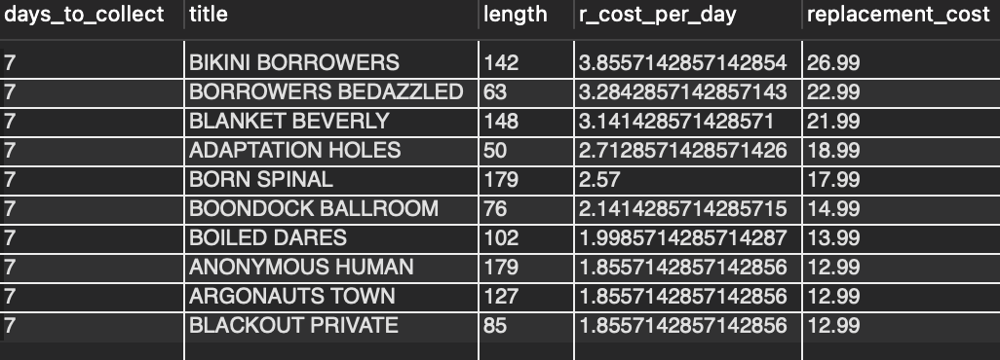 days_to_collect title length r_cost_per_day replacement_cost
7 BIKINI BORROWERS 142 3.8557142857142854 26.99
7 BORROWERS BEDAZZLED 63 3.2842857142857143 22.99
7 BLANKET BEVERLY 148 3.141428571428571 21.99
7 ADAPTATION HOLES 50 2.7128571428571426 18.99
7 BORN SPINAL 179 2.57 17.99
7 BOONDOCK BALLROOM 76 2.1414285714285715 14.99
7 BOILED DARES 102 1.9985714285714287 13.99
7 ANONYMOUS HUMAN 179 1.8557142857142856 12.99
7 ARGONAUTS TOWN 127 1.8557142857142856 12.99
7 BLACKOUT PRIVATE 85 1.8557142857142856 12.99